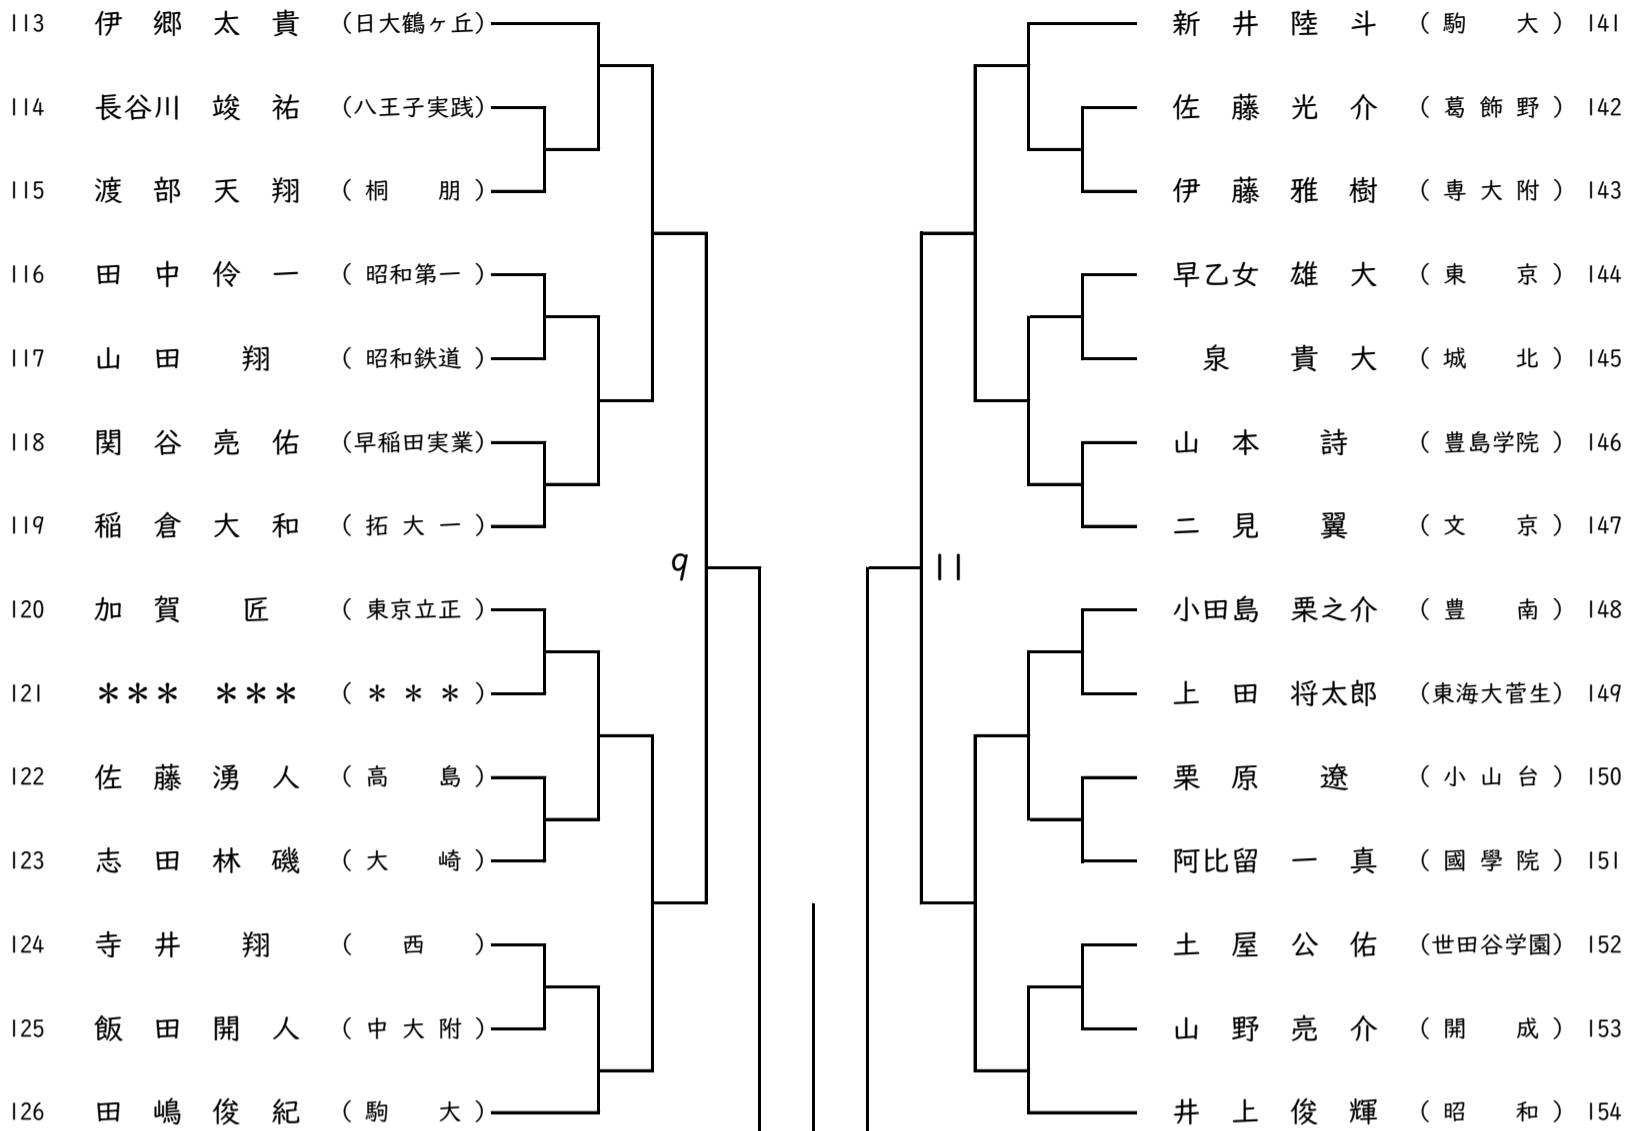 113 伊郷太貴 (日大鶴ヶ丘)
114 長谷川竣祐 (八王子実践)
115 渡部天翔 (桐朋)
116 田中伶一 (昭和第一)
117 山田翔 (昭和鉄道)
118 関谷亮佑 (早稲田実業)
119 稲倉大和 (拓大一)
9
120 加賀匠 (東京立正)
121 *** *** (***)
122 佐藤湧人 (高島)
123 志田林磯 (大崎)
124 寺井翔 (西)
125 飯田開人 (中大附)
126 田嶋俊紀 (駒大)
新井陸斗 (駒大) 141
佐藤光介 (葛飾野) 142
伊藤雅樹 (専大附) 143
早乙女雄大 (東京) 144
泉貴大 (城北) 145
山本詩 (豊島学院) 146
二見翼 (文京) 147
11
小田島栗之介 (豊南) 148
上田将太郎 (東海大菅生) 149
栗原遼 (小山台) 150
阿比留一真 (國學院) 151
土屋公佑 (世田谷学園) 152
山野亮介 (開成) 153
井上俊輝 (昭和) 154